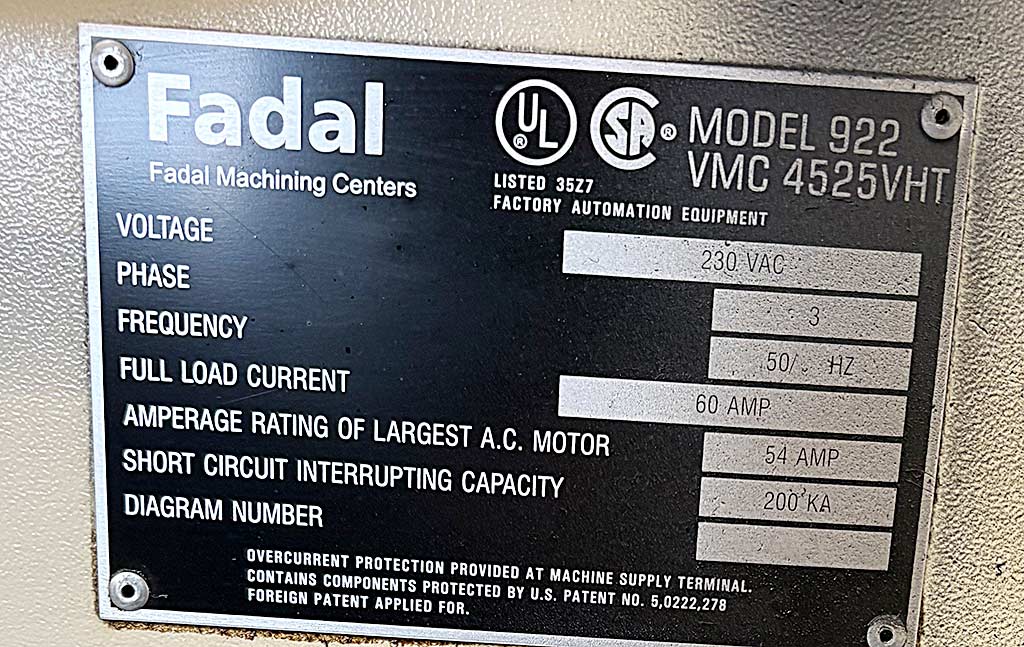 Fadal
Fadal Machining Centers
UL ®
LISTED 35Z7
FACTORY AUTOMATION EQUIPMENT
SA ®
MODEL 922
VMC 4525VHT
VOLTAGE 230 VAC
PHASE 3
FREQUENCY 50/ HZ
FULL LOAD CURRENT 60 AMP
AMPERAGE RATING OF LARGEST A.C. MOTOR 54 AMP
SHORT CIRCUIT INTERRUPTING CAPACITY 200 KA
DIAGRAM NUMBER
OVERCURRENT PROTECTION PROVIDED AT MACHINE SUPPLY TERMINAL.
CONTAINS COMPONENTS PROTECTED BY U.S. PATENT NO. 5,0222,278
FOREIGN PATENT APPLIED FOR.